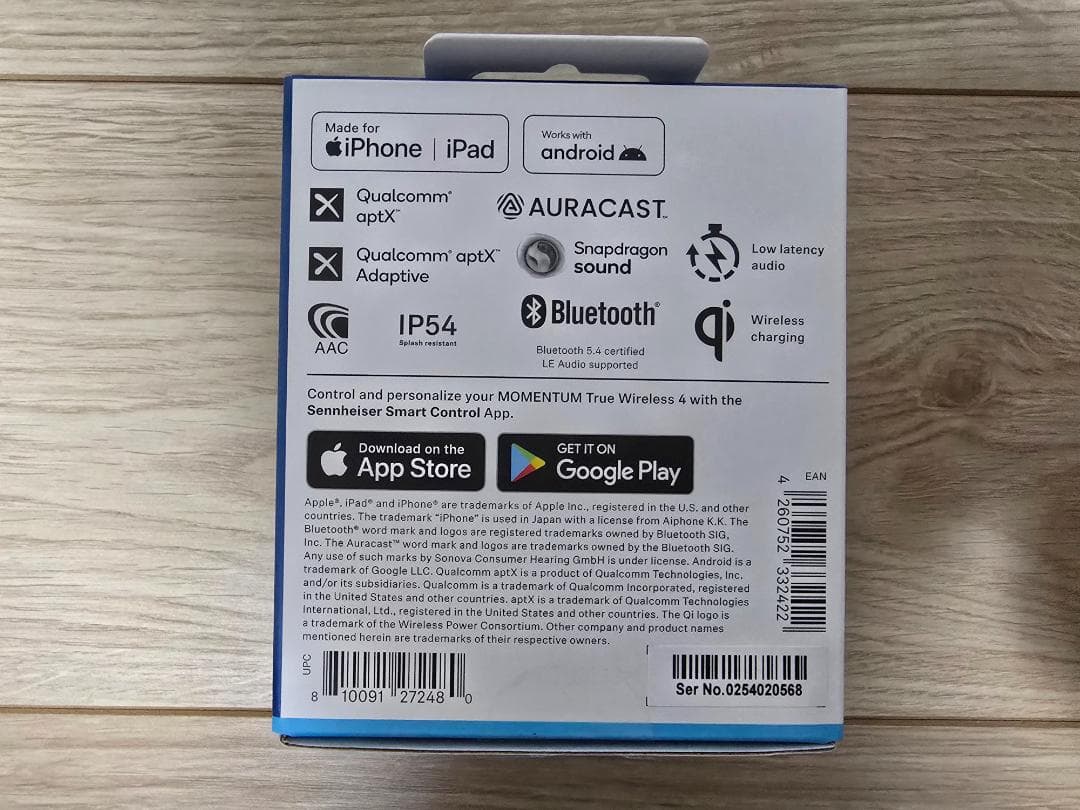 Made for
iPhone | iPad
Works with
android
Qualcomm®
aptX™
AURACAST™
Qualcomm® aptX™
Adaptive
Snapdragon
sound
Low latency
audio
AAC
IP54
Splash resistant
Bluetooth®
Bluetooth 5.4 certified
LE Audio supported
qi
Wireless
charging
Control and personalize your MOMENTUM True Wireless 4 with the
Sennheiser Smart Control App.
Download on the
App Store
GET IT ON
Google Play
Apple®, iPad® and iPhone® are trademarks of Apple Inc., registered in the U.S. and other
countries. The trademark "iPhone" is used in Japan with a license from Aiphone K.K. The
Bluetooth® word mark and logos are registered trademarks owned by Bluetooth SIG,
Inc. The Auracast™ word mark and logos are trademarks owned by the Bluetooth SIG.
Any use of such marks by Sonova Consumer Hearing GmbH is under license. Android is a
trademark of Google LLC. Qualcomm aptX is a product of Qualcomm Technologies, Inc.
and/or its subsidiaries. Qualcomm is a trademark of Qualcomm Incorporated, registered
in the United States and other countries. aptX is a trademark of Qualcomm Technologies
International, Ltd., registered in the United States and other countries. The Qi logo is
a trademark of the Wireless Power Consortium. Other company and product names
mentioned herein are trademarks of their respective owners.
EAN
4 260752 332422
UPC
8 10091 27248 0
Ser No.0254020568